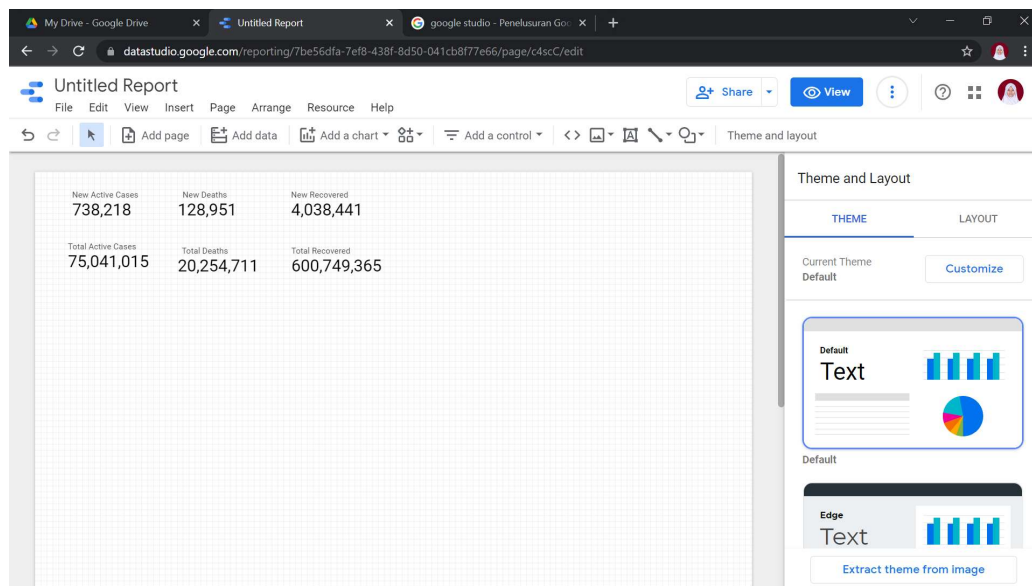 My Drive - Google Drive
Untitled Report
google studio - Penelusuran Goo
datastudio.google.com/reporting/7be56dfa-7ef8-438f-8d50-041cb8f77e66/page/c4scC/edit
Untitled Report
File Edit View Insert Page Arrange Resource Help
Share
View
Add page
Add data
Add a chart
Add a control
Theme and layout
New Active Cases New Deaths New Recovered
738,218 128,951 4,038,441
Total Active Cases Total Deaths Total Recovered
75,041,015 20,254,711 600,749,365
Theme and Layout
THEME LAYOUT
Current Theme
Default
Customize
Default
Text
Default
Edge
Text
Extract theme from image